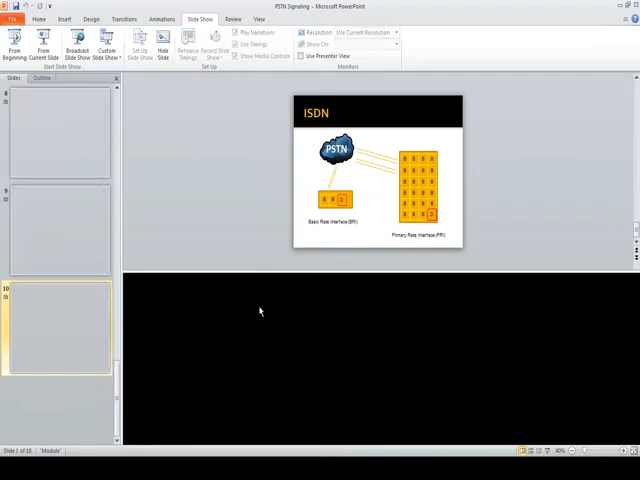 PSTN Signaling - Microsoft PowerPoint
File Home Insert Design Transitions Animations Slide Show Review View
From Beginning
From Current Slide
Broadcast Slide Show
Custom Slide Show
Set Up Slide Show
Hide Slide
Rehearse Timings
Record Slide Show
Play Narrations
Use Timings
Show Media Controls
Resolution: Use Current Resolution
Show On:
Use Presenter View
Start Slide Show
Set Up
Monitors
Slides Outline
8
9
10
ISDN
PSTN
B B D
Basic Rate Interface (BRI)
B B B B
B B B B
B B B B
B B B B
B B B B
B B B D
Primary Rate Interface (PRI)
Slide 1 of 10 "Module" 40%